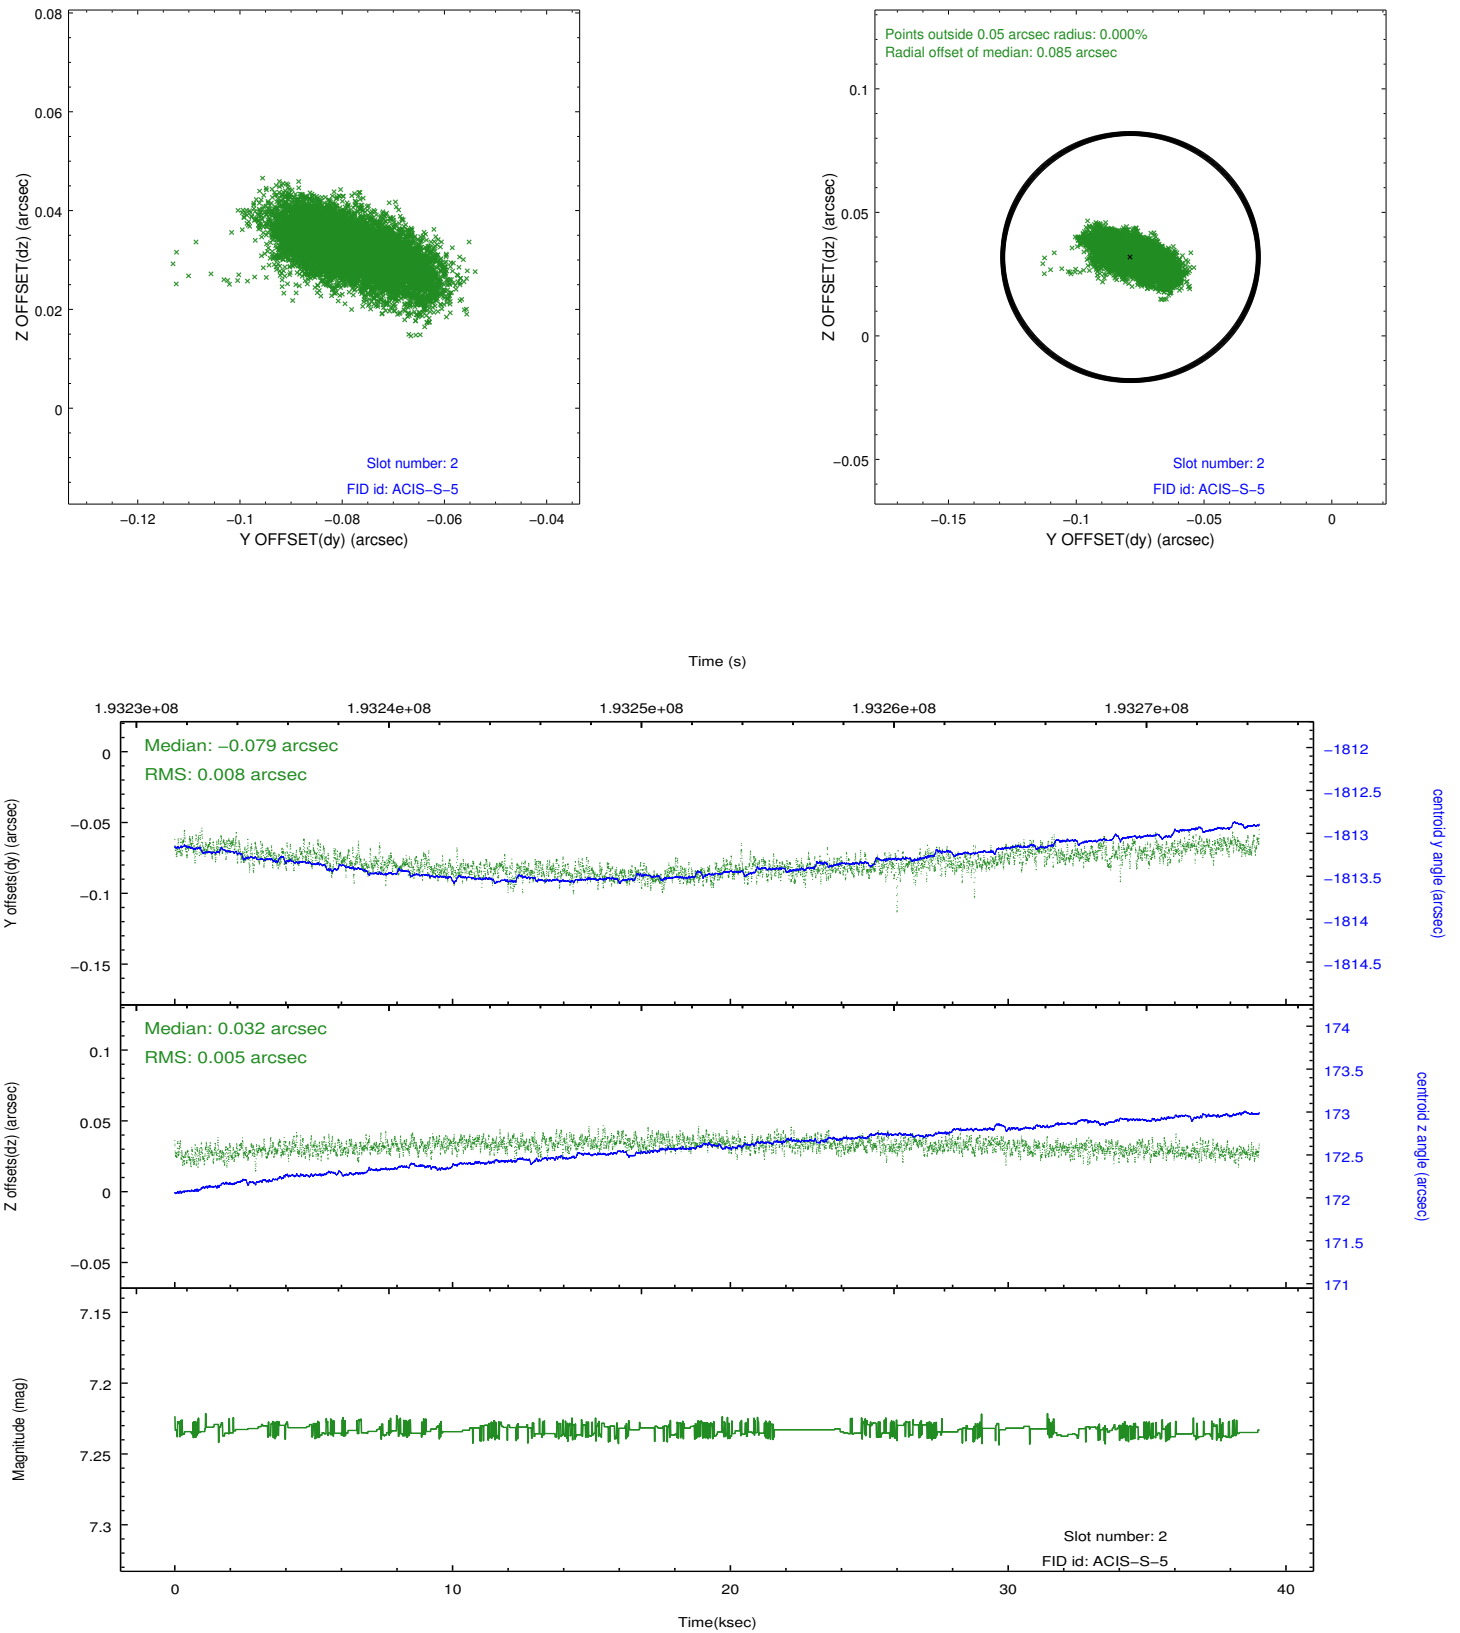 0.08
0.06
0.04
0.02
0
Z OFFSET(dz) (arcsec)
Slot number: 2
FID id: ACIS−S−5
−0.12 −0.1 −0.08 −0.06 −0.04
Y OFFSET(dy) (arcsec)
Points outside 0.05 arcsec radius: 0.000%
Radial offset of median: 0.085 arcsec
0.1
0.05
0
−0.05
Z OFFSET(dz) (arcsec)
Slot number: 2
FID id: ACIS−S−5
−0.15 −0.1 −0.05 0
Y OFFSET(dy) (arcsec)
Time (s)
1.9323e+08 1.9324e+08 1.9325e+08 1.9326e+08 1.9327e+08
Median: −0.079 arcsec
RMS: 0.008 arcsec
0
−0.05
−0.1
−0.15
Y offsets(dy) (arcsec)
−1812
−1812.5
−1813
−1813.5
−1814
−1814.5
centroid y angle (arcsec)
Median: 0.032 arcsec
RMS: 0.005 arcsec
0.1
0.05
0
−0.05
Z offsets(dz) (arcsec)
174
173.5
173
172.5
172
171.5
171
centroid z angle (arcsec)
7.15
7.2
7.25
7.3
Magnitude (mag)
Slot number: 2
FID id: ACIS−S−5
0 10 20 30 40
Time(ksec)